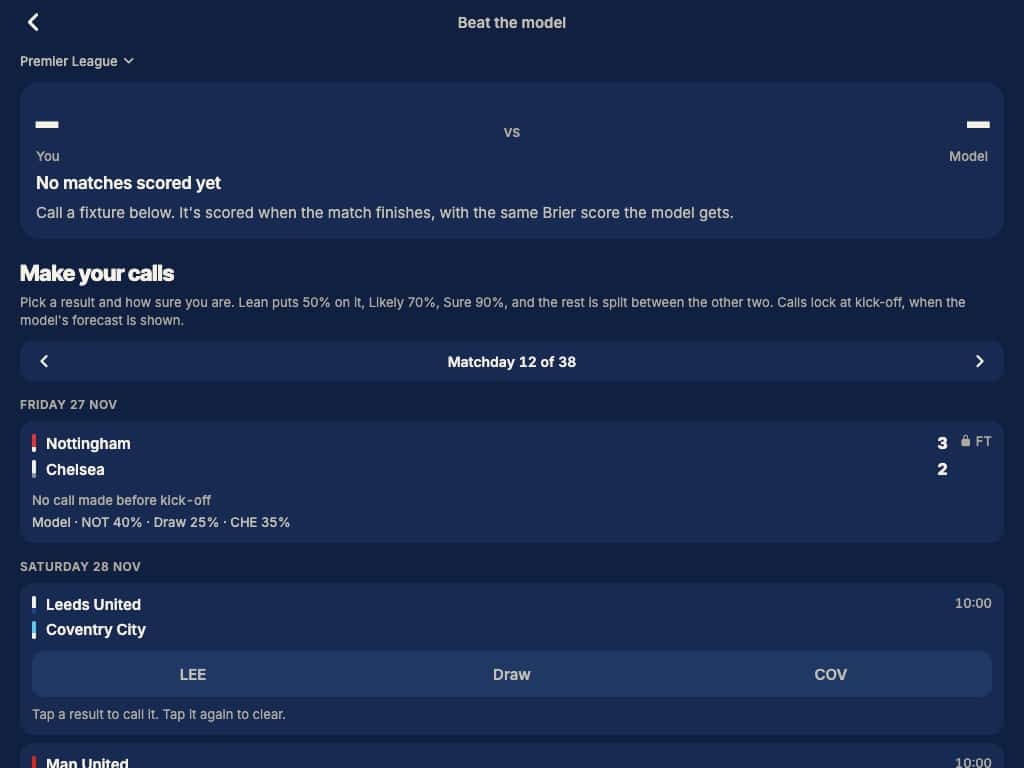 Beat the model
Premier League
—
vs
—
You
Model
No matches scored yet
Call a fixture below. It's scored when the match finishes, with the same Brier score the model gets.
Make your calls
Pick a result and how sure you are. Lean puts 50% on it, Likely 70%, Sure 90%, and the rest is split between the other two. Calls lock at kick-off, when the
model's forecast is shown.
Matchday 12 of 38
FRIDAY 27 NOV
Nottingham 3 FT
Chelsea 2
No call made before kick-off
Model · NOT 40% · Draw 25% · CHE 35%
SATURDAY 28 NOV
Leeds United 10:00
Coventry City
LEE Draw COV
Tap a result to call it. Tap it again to clear.
Man United 10:00